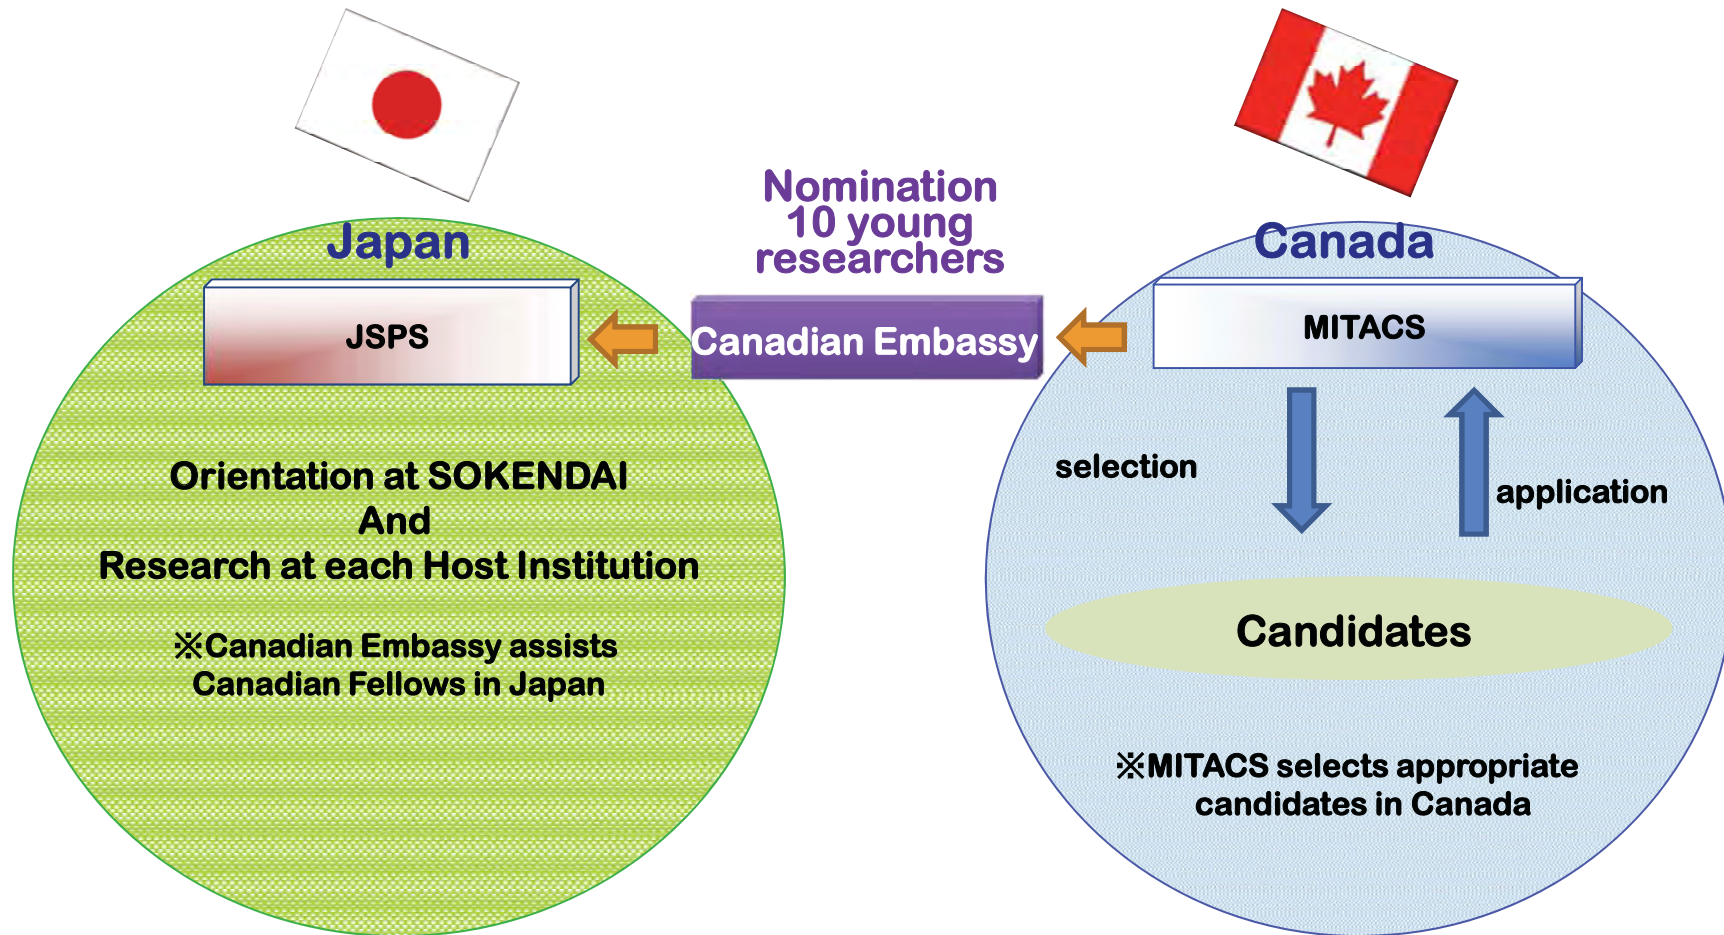 Nomination
10 young
researchers
Japan
JSPS
Canadian Embassy
Canada
MITACS
Orientation at SOKENDAI
And
Research at each Host Institution
※Canadian Embassy assists
Canadian Fellows in Japan
selection
application
Candidates
※MITACS selects appropriate
candidates in Canada